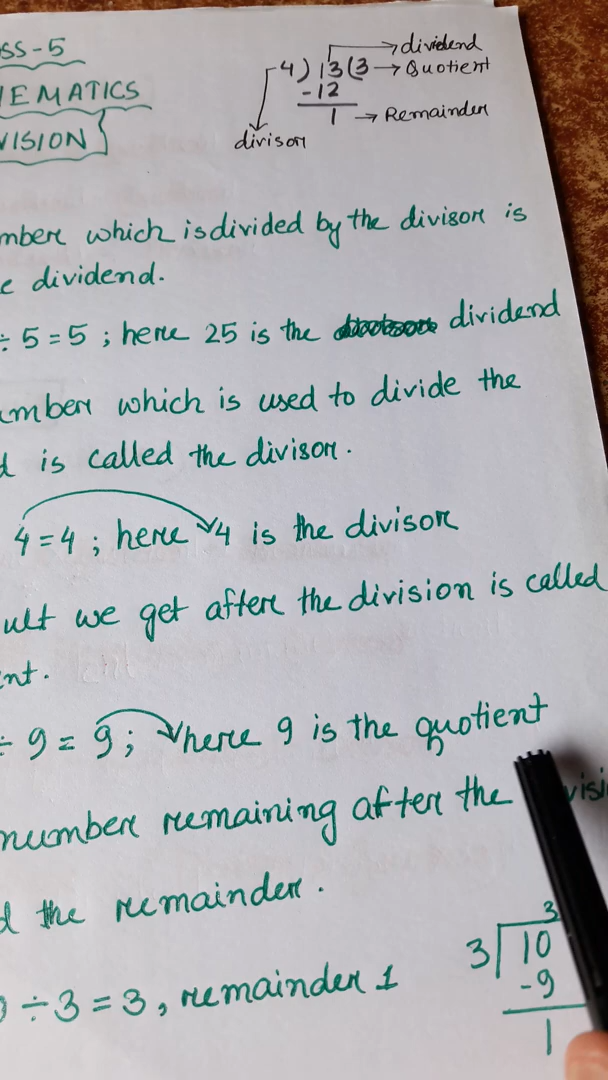 SS-5
EMATICS
VISION
dividend
4) 13 (3 → Quotient
-12
1 → Remainder
divisor
mber which is divided by the divisor is
e dividend.
÷ 5 = 5 ; here 25 is the dividend
umber which is used to divide the
d is called the divisor.
4 = 4 ; here 4 is the divisor
ult we get after the division is called
ent.
÷ 9 = 9 ; here 9 is the quotient
number remaining after the visi
d the remainder.
0 ÷ 3 = 3, remainder 1
3
3 10
-9
1